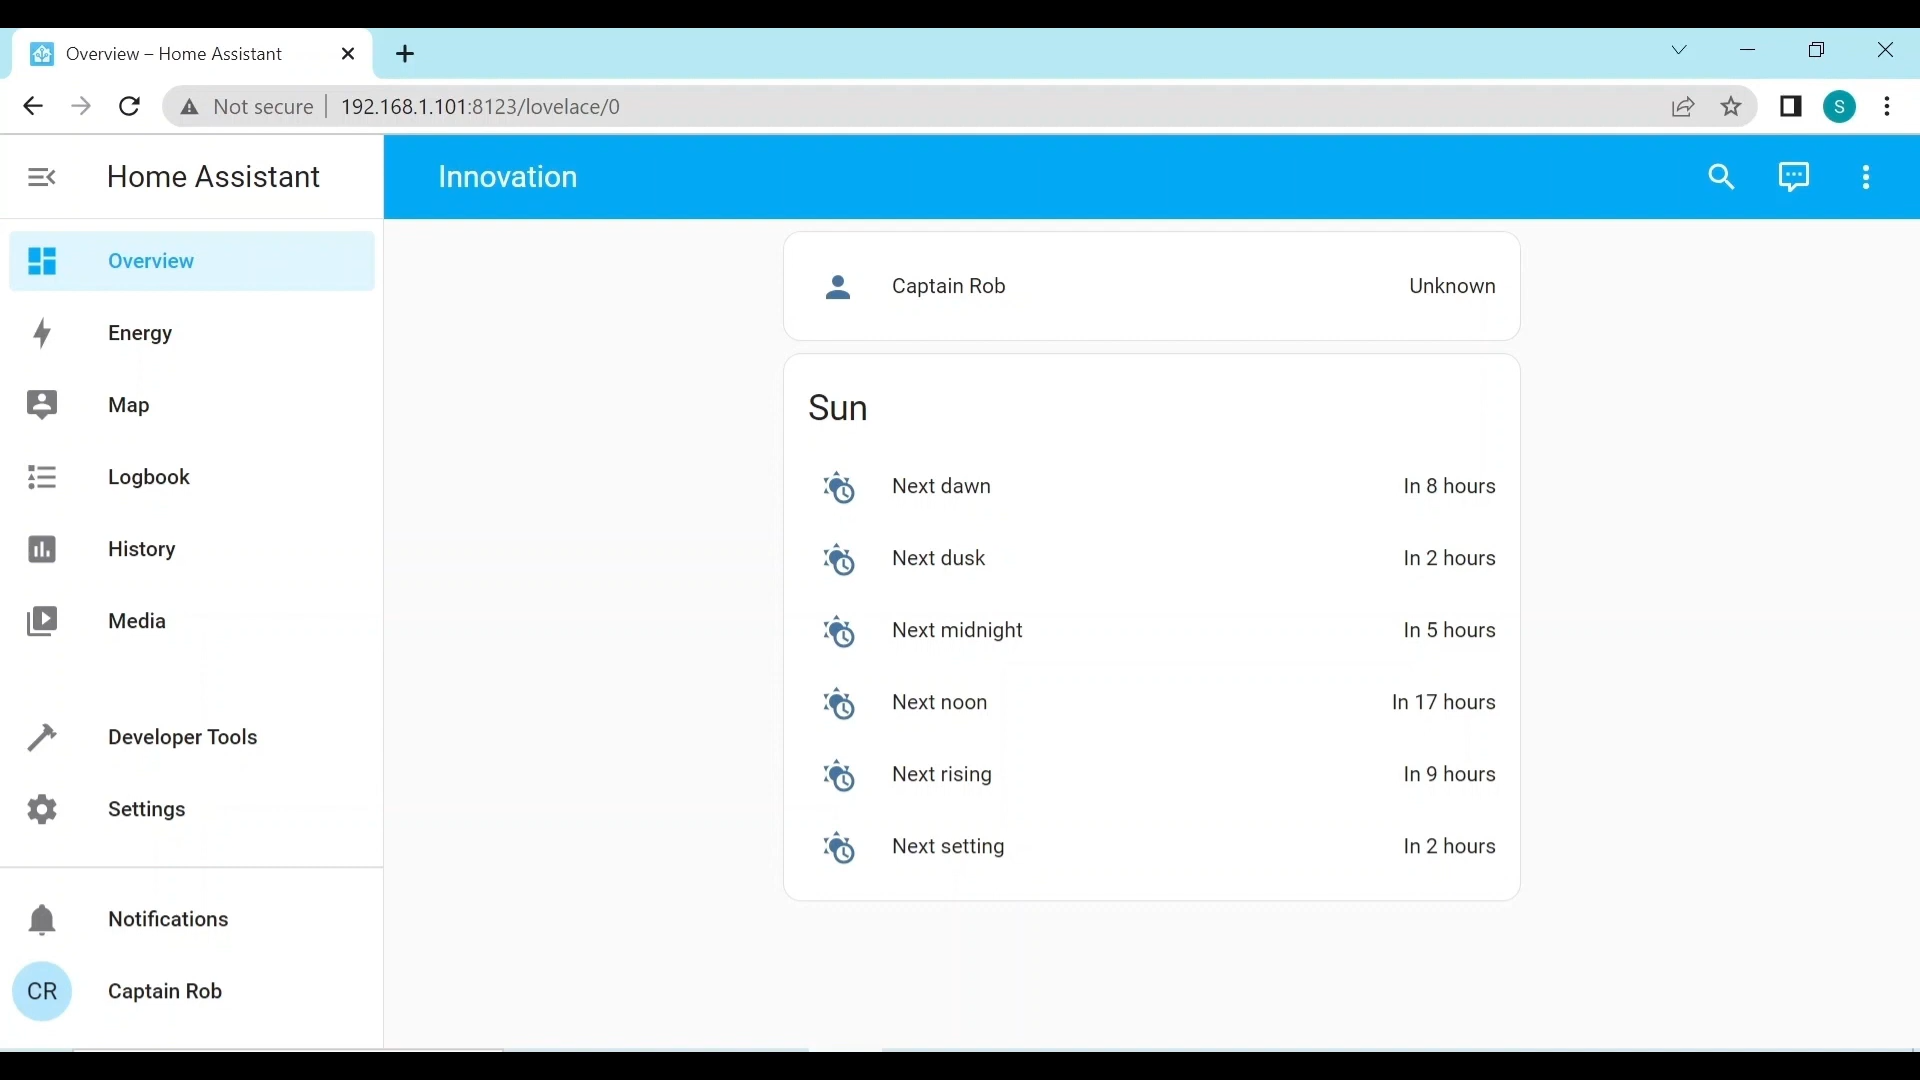 Overview – Home Assistant
Not secure
192.168.1.101:8123/lovelace/0
S
Home Assistant
Innovation
Overview
Energy
Map
Logbook
History
Media
Developer Tools
Settings
Notifications
CR
Captain Rob
Captain Rob Unknown
Sun
Next dawn In 8 hours
Next dusk In 2 hours
Next midnight In 5 hours
Next noon In 17 hours
Next rising In 9 hours
Next setting In 2 hours